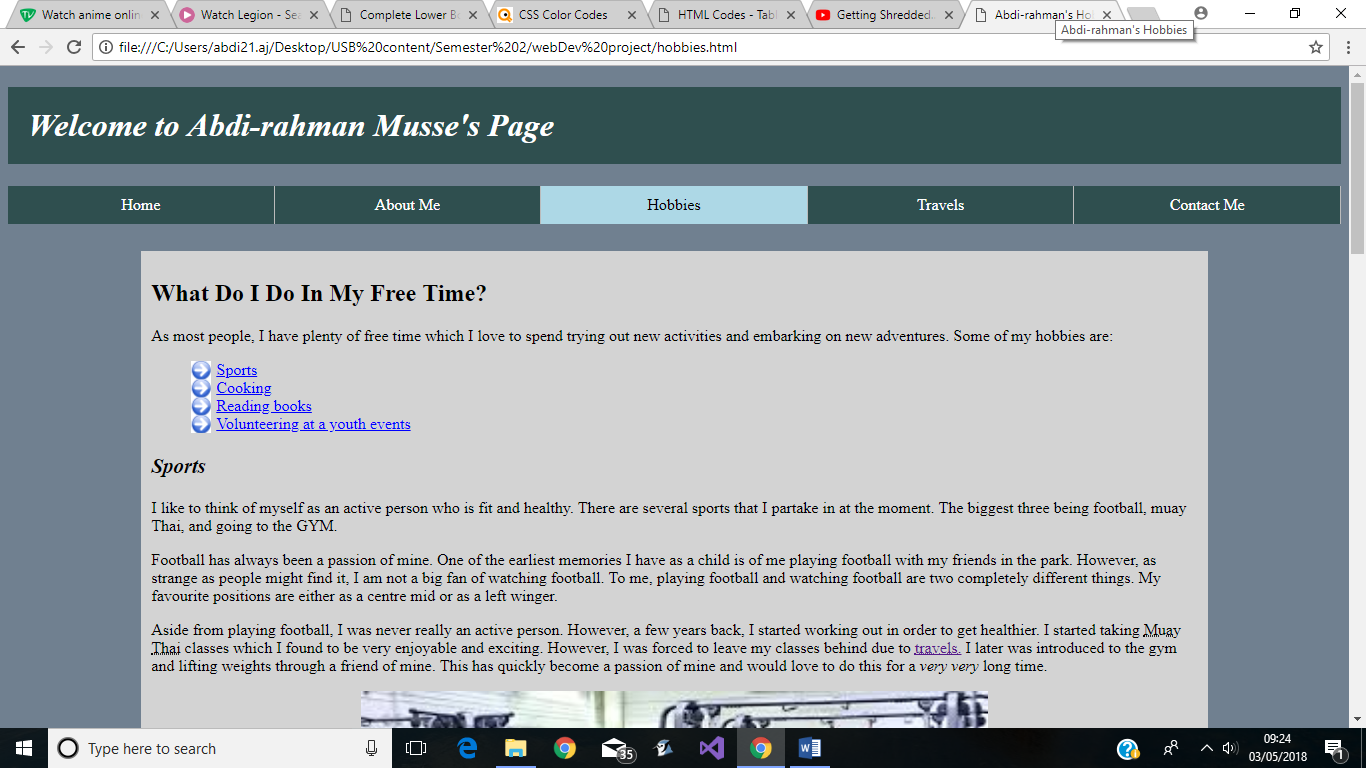 Watch anime onlin
Watch Legion - Sea
Complete Lower Bo
CSS Color Codes
HTML Codes - Tabl
Getting Shredded.
Abdi-rahman's Ho
Abdi-rahman's Hobbies
file:///C:/Users/abdi21.aj/Desktop/USB%20content/Semester%202/webDev%20project/hobbies.html
Welcome to Abdi-rahman Musse's Page
Home About Me Hobbies Travels Contact Me
What Do I Do In My Free Time?
As most people, I have plenty of free time which I love to spend trying out new activities and embarking on new adventures. Some of my hobbies are:
Sports
Cooking
Reading books
Volunteering at a youth events
Sports
I like to think of myself as an active person who is fit and healthy. There are several sports that I partake in at the moment. The biggest three being football, muay
Thai, and going to the GYM.
Football has always been a passion of mine. One of the earliest memories I have as a child is of me playing football with my friends in the park. However, as
strange as people might find it, I am not a big fan of watching football. To me, playing football and watching football are two completely different things. My
favourite positions are either as a centre mid or as a left winger.
Aside from playing football, I was never really an active person. However, a few years back, I started working out in order to get healthier. I started taking Muay
Thai classes which I found to be very enjoyable and exciting. However, I was forced to leave my classes behind due to travels. I later was introduced to the gym
and lifting weights through a friend of mine. This has quickly become a passion of mine and would love to do this for a very very long time.
Type here to search
35
09:24
03/05/2018
1